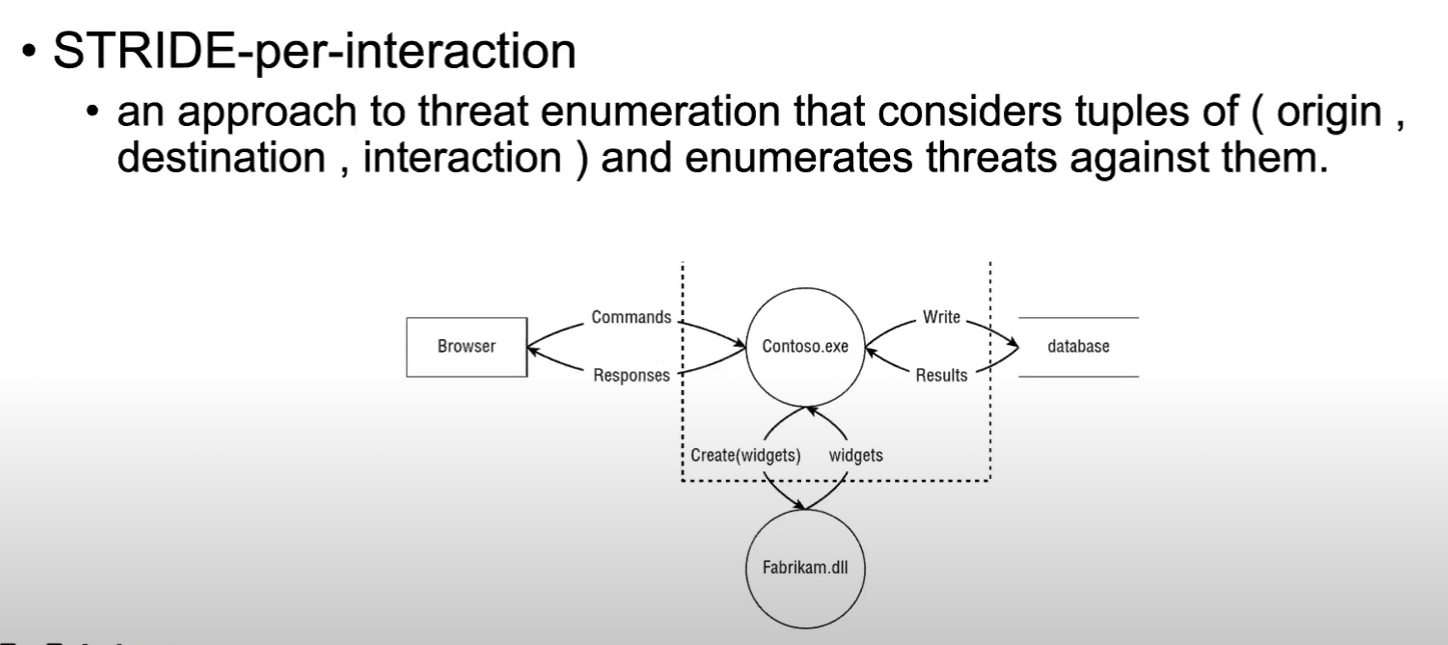 • STRIDE-per-interaction
• an approach to threat enumeration that considers tuples of ( origin ,
destination , interaction ) and enumerates threats against them.
Commands
Write
Browser
Contoso.exe
database
Responses
Results
Create(widgets)
widgets
Fabrikam.dll